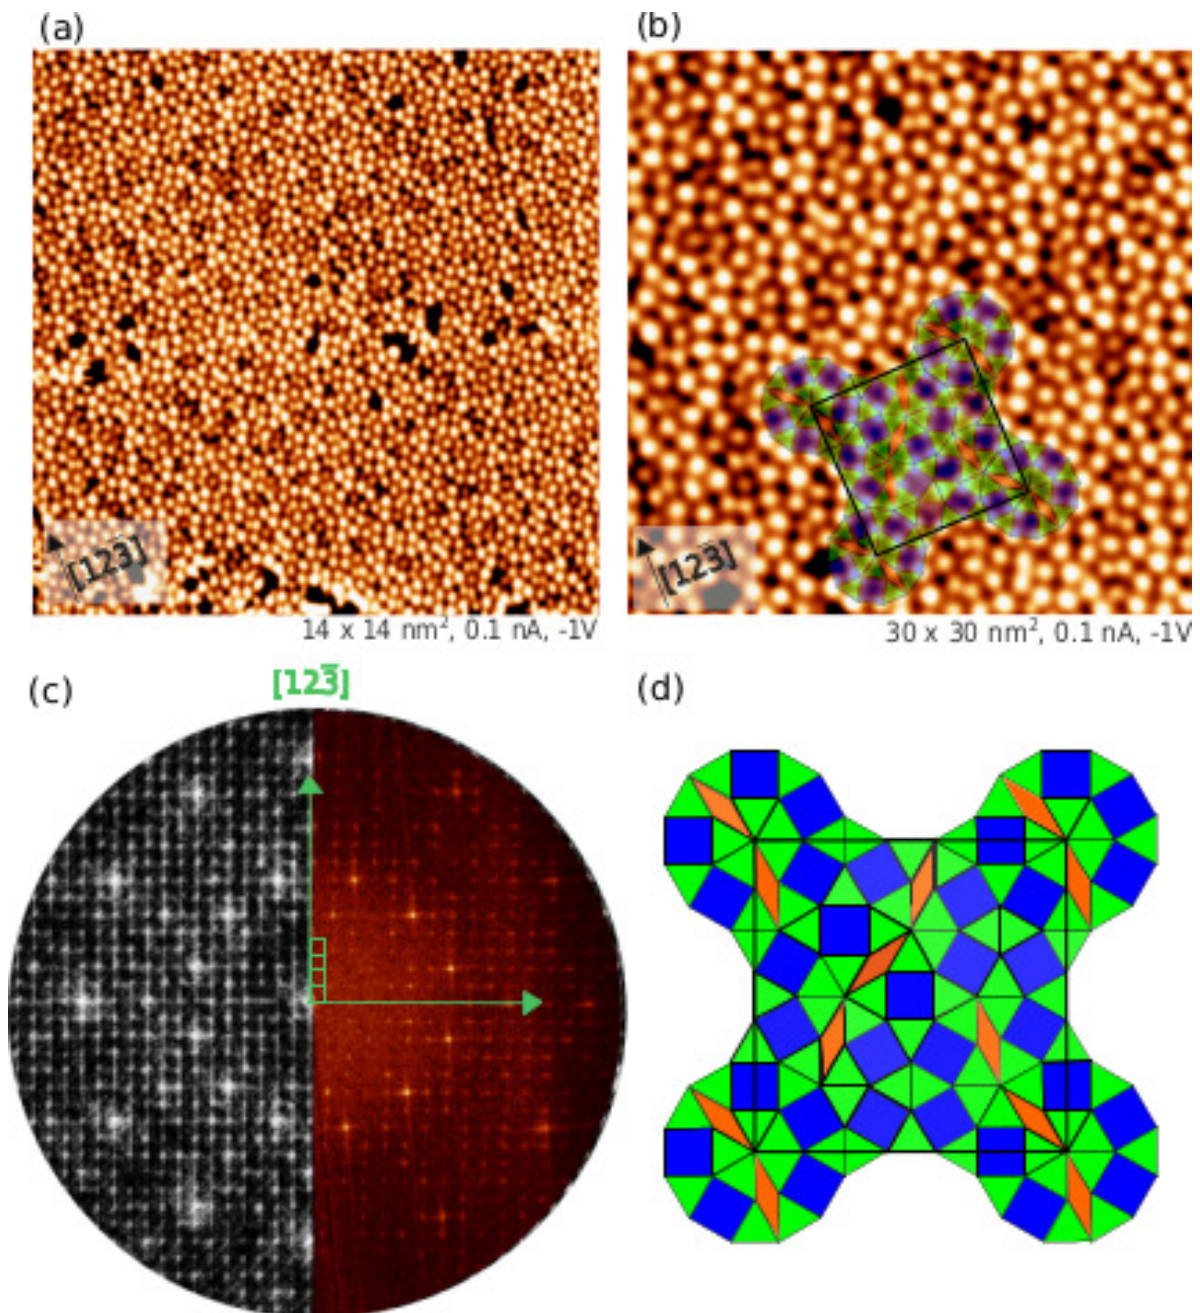 (a)
(b)
[123̅]
[123̅]
14 x 14 nm², 0.1 nA, -1V
30 x 30 nm², 0.1 nA, -1V
(c)
[123̅]
(d)